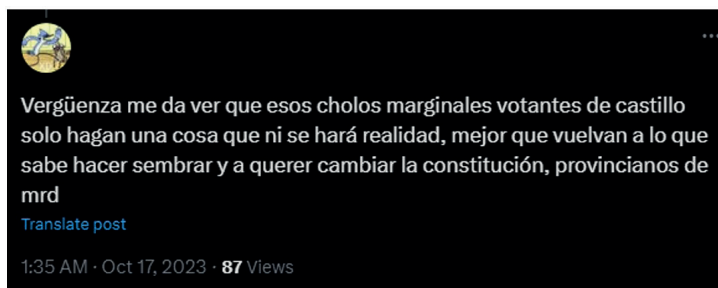 Vergüenza me da ver que esos cholos marginales votantes de castillo
solo hagan una cosa que ni se hará realidad, mejor que vuelvan a lo que
sabe hacer sembrar y a querer cambiar la constitución, provincianos de
mrd
Translate post
1:35 AM · Oct 17, 2023 · 87 Views